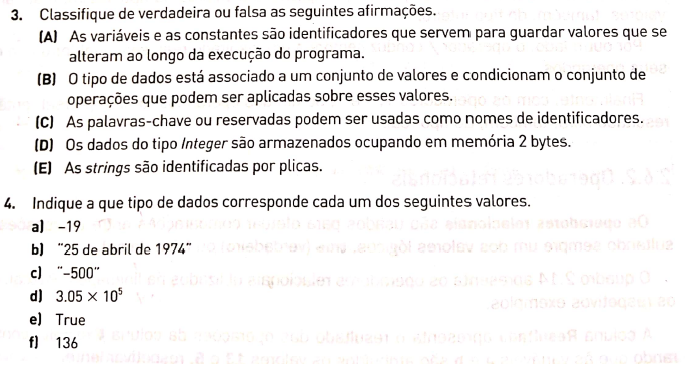 3. Classifique de verdadeira ou falsa as seguintes afirmações.
(A) As variáveis e as constantes são identificadores que servem para guardar valores que se
alteram ao longo da execução do programa.
(B) O tipo de dados está associado a um conjunto de valores e condicionam o conjunto de
operações que podem ser aplicadas sobre esses valores.
(C) As palavras-chave ou reservadas podem ser usadas como nomes de identificadores.
(D) Os dados do tipo Integer são armazenados ocupando em memória 2 bytes.
(E) As strings são identificadas por plicas.
4. Indique a que tipo de dados corresponde cada um dos seguintes valores.
a) –19
b) "25 de abril de 1974"
c) "–500"
d) 3.05 × 10⁵
e) True
f) 136